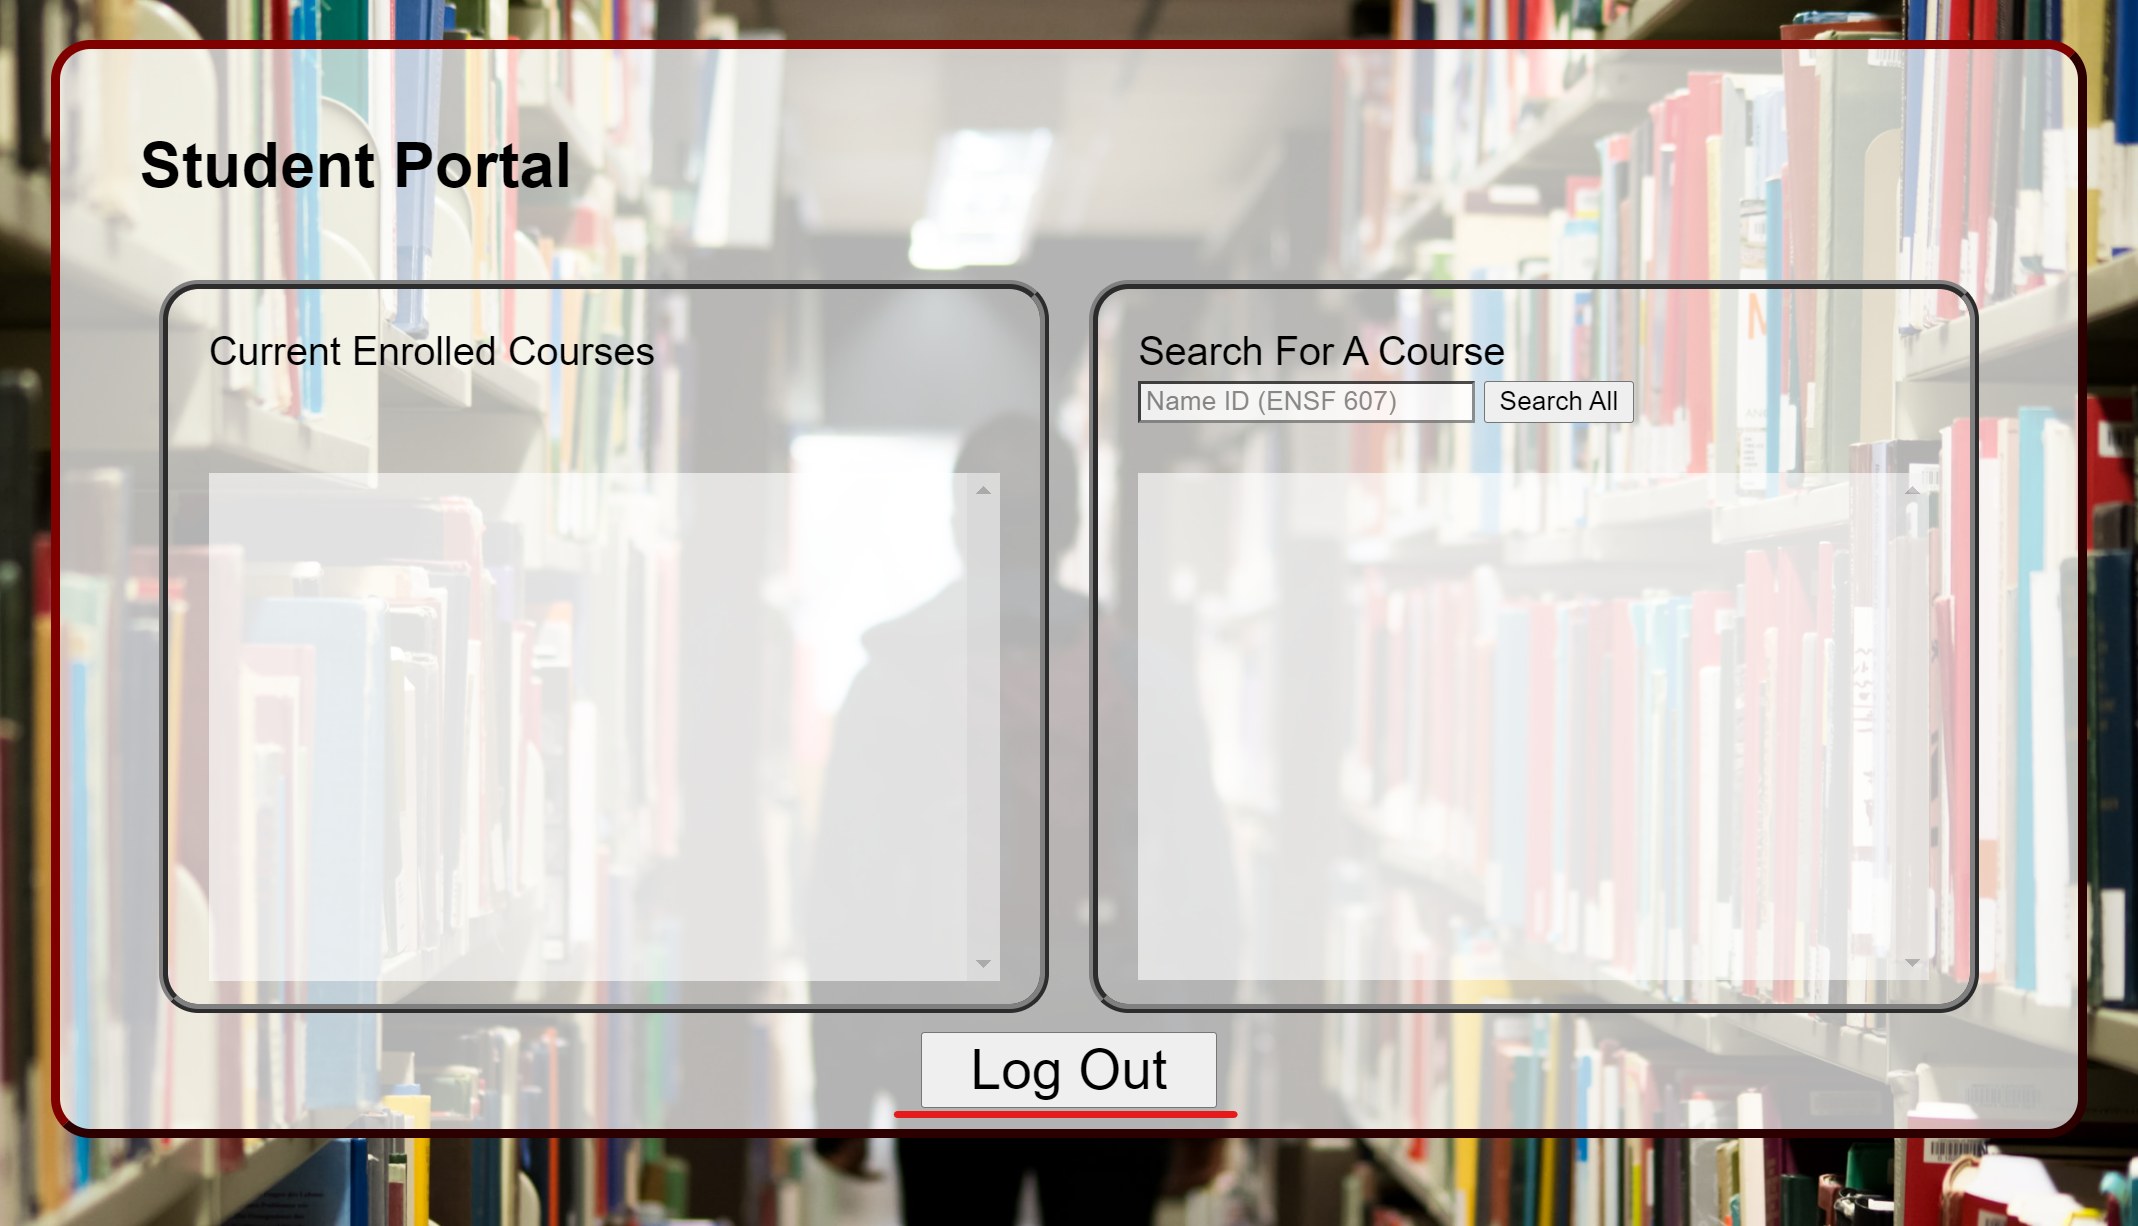 Student Portal
Current Enrolled Courses
Search For A Course
Name ID (ENSF 607)
Search All
Log Out